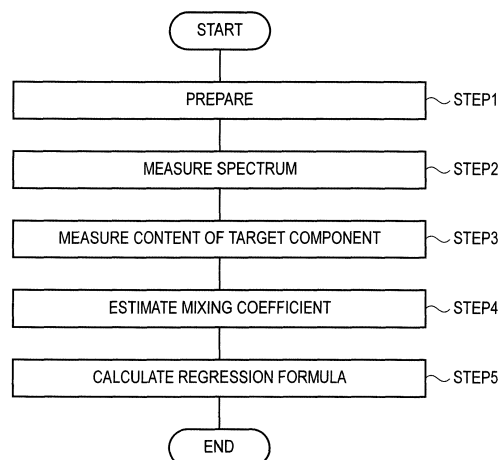 START
PREPARE STEP1
MEASURE SPECTRUM STEP2
MEASURE CONTENT OF TARGET COMPONENT STEP3
ESTIMATE MIXING COEFFICIENT STEP4
CALCULATE REGRESSION FORMULA STEP5
END